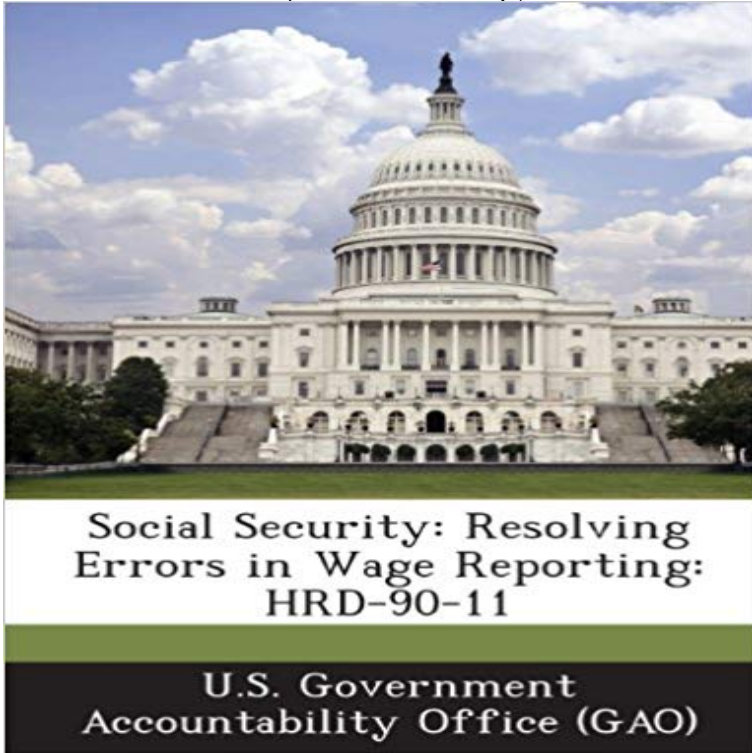 Social Security: Resolving
Errors in Wage Reporting:
HRD-90-11
U.S. Government
Accountability Office (GAO)